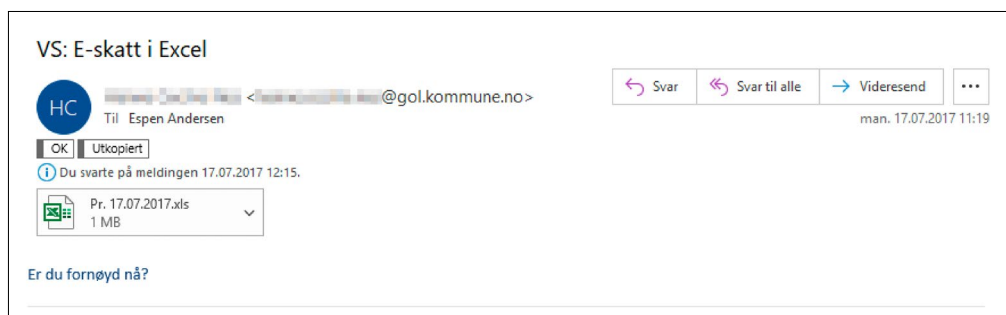 VS: E-skatt i Excel
HC
< @gol.kommune.no>
Svar
Svar til alle
Videresend
...
Til Espen Andersen
man. 17.07.2017 11:19
OK
Utkopiert
Du svarte på meldingen 17.07.2017 12:15.
Pr. 17.07.2017.xls
1 MB
Er du fornøyd nå?